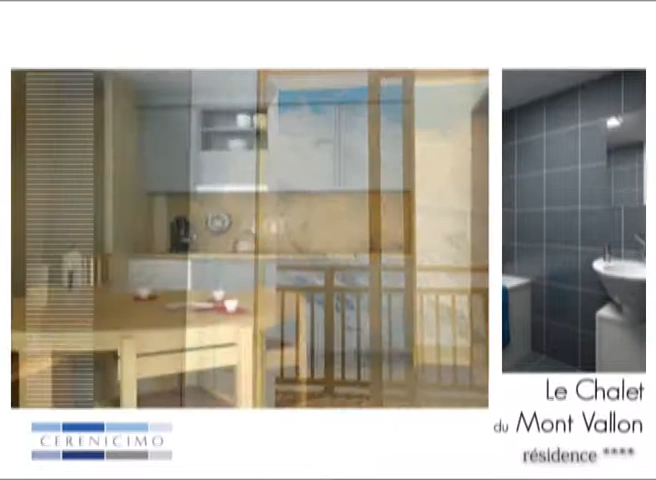 CERENICIMO
Le Chalet
du Mont Vallon
résidence ****